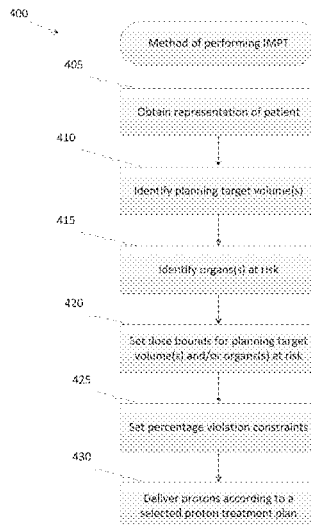 400
Method of performing IMPT
405
Obtain representation of patient
410
Identify planning target volume(s)
415
Identify organs(s) at risk
420
Set dose bounds for planning target
volume(s) and/or organs(s) at risk
425
Set percentage violation constraints
430
Deliver protons according to a
selected proton treatment plan